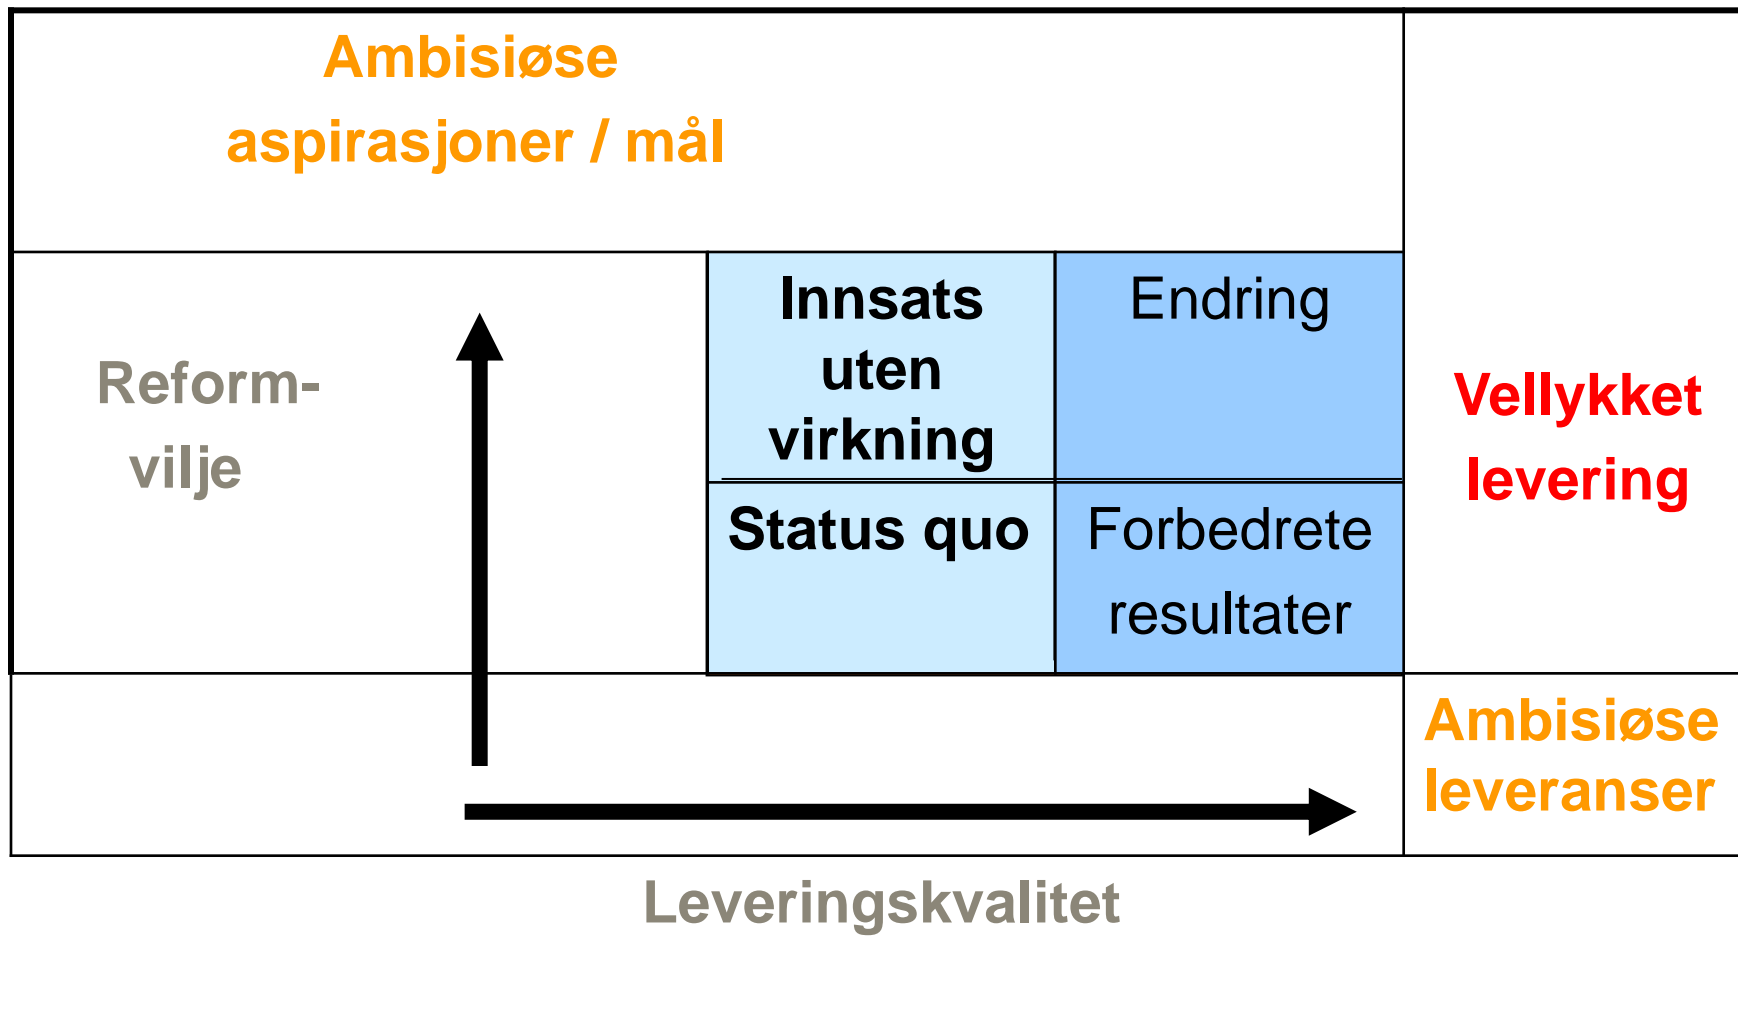 Ambisiøse
aspirasjoner / mål
Reform-
vilje
Innsats
uten
virkning
Endring
Status quo
Forbedrete
resultater
Vellykket
levering
Ambisiøse
leveranser
Leveringskvalitet